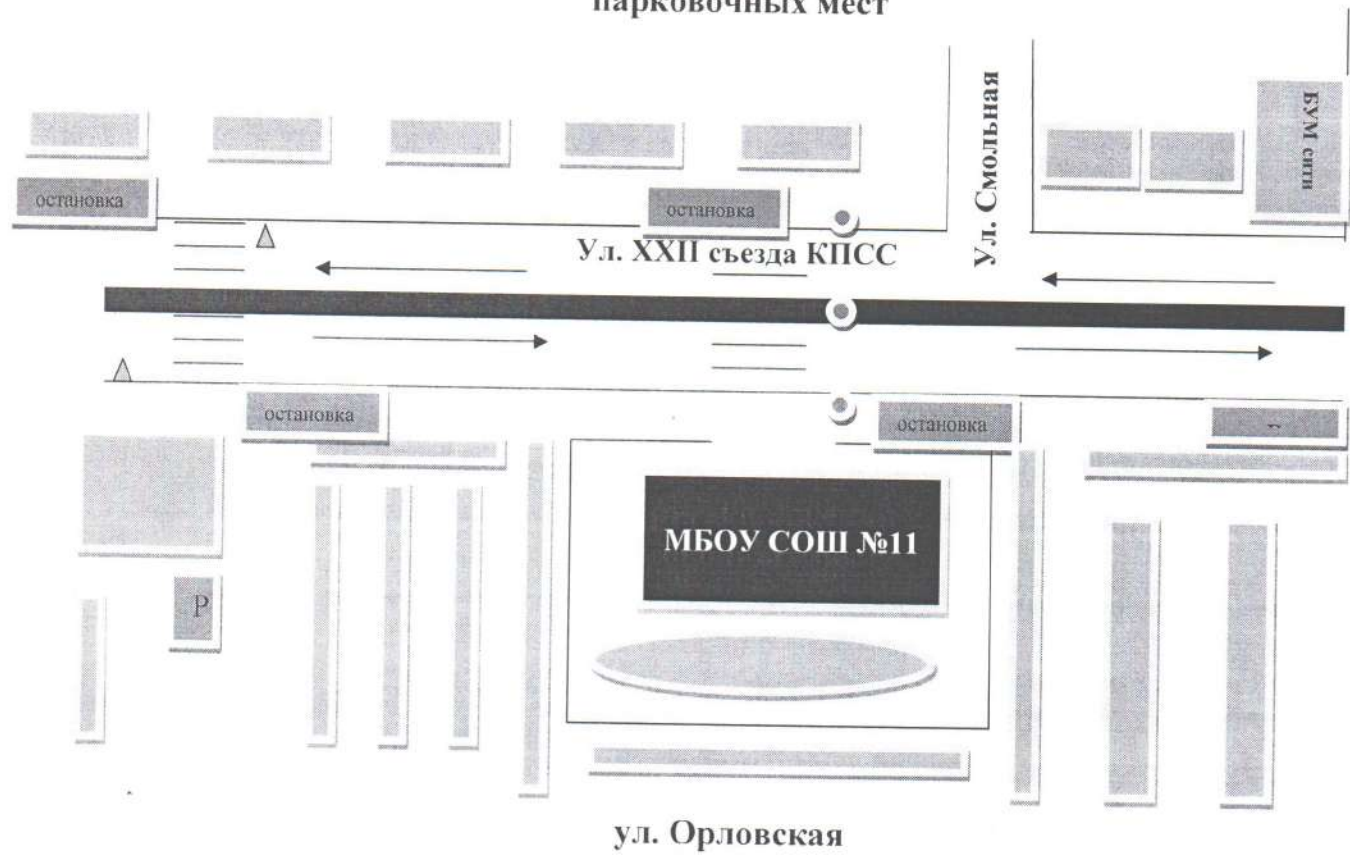 парковочных мест
Ул. Смольная
БУМ сити
остановка
остановка
Ул. XXII съезда КПСС
остановка
остановка
МБОУ СОШ №11
Р
ул. Орловская